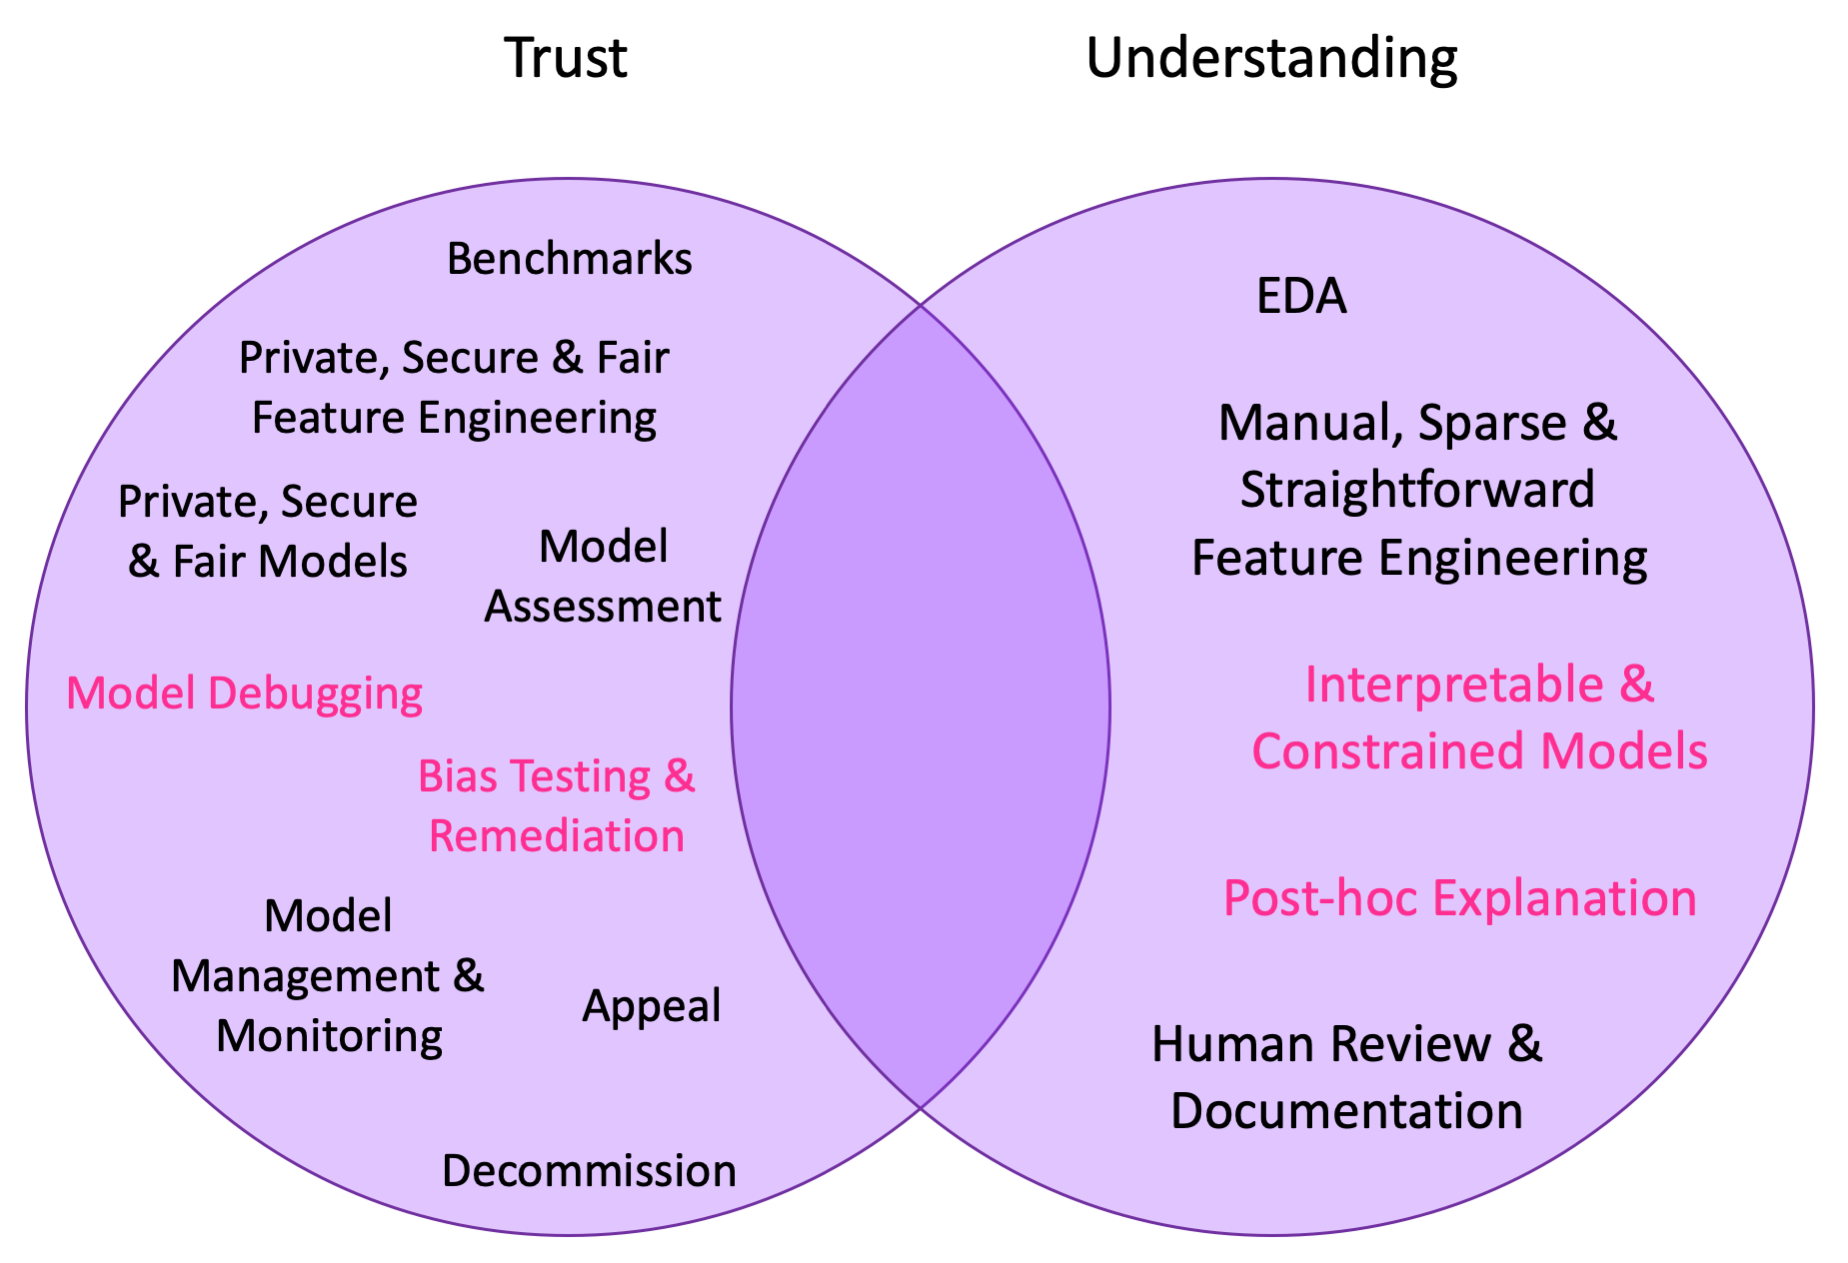 Trust
Understanding
Benchmarks
Private, Secure & Fair
Feature Engineering
Private, Secure
& Fair Models
Model
Assessment
Model Debugging
Bias Testing &
Remediation
Model
Management &
Monitoring
Appeal
Decommission
EDA
Manual, Sparse &
Straightforward
Feature Engineering
Interpretable &
Constrained Models
Post-hoc Explanation
Human Review &
Documentation